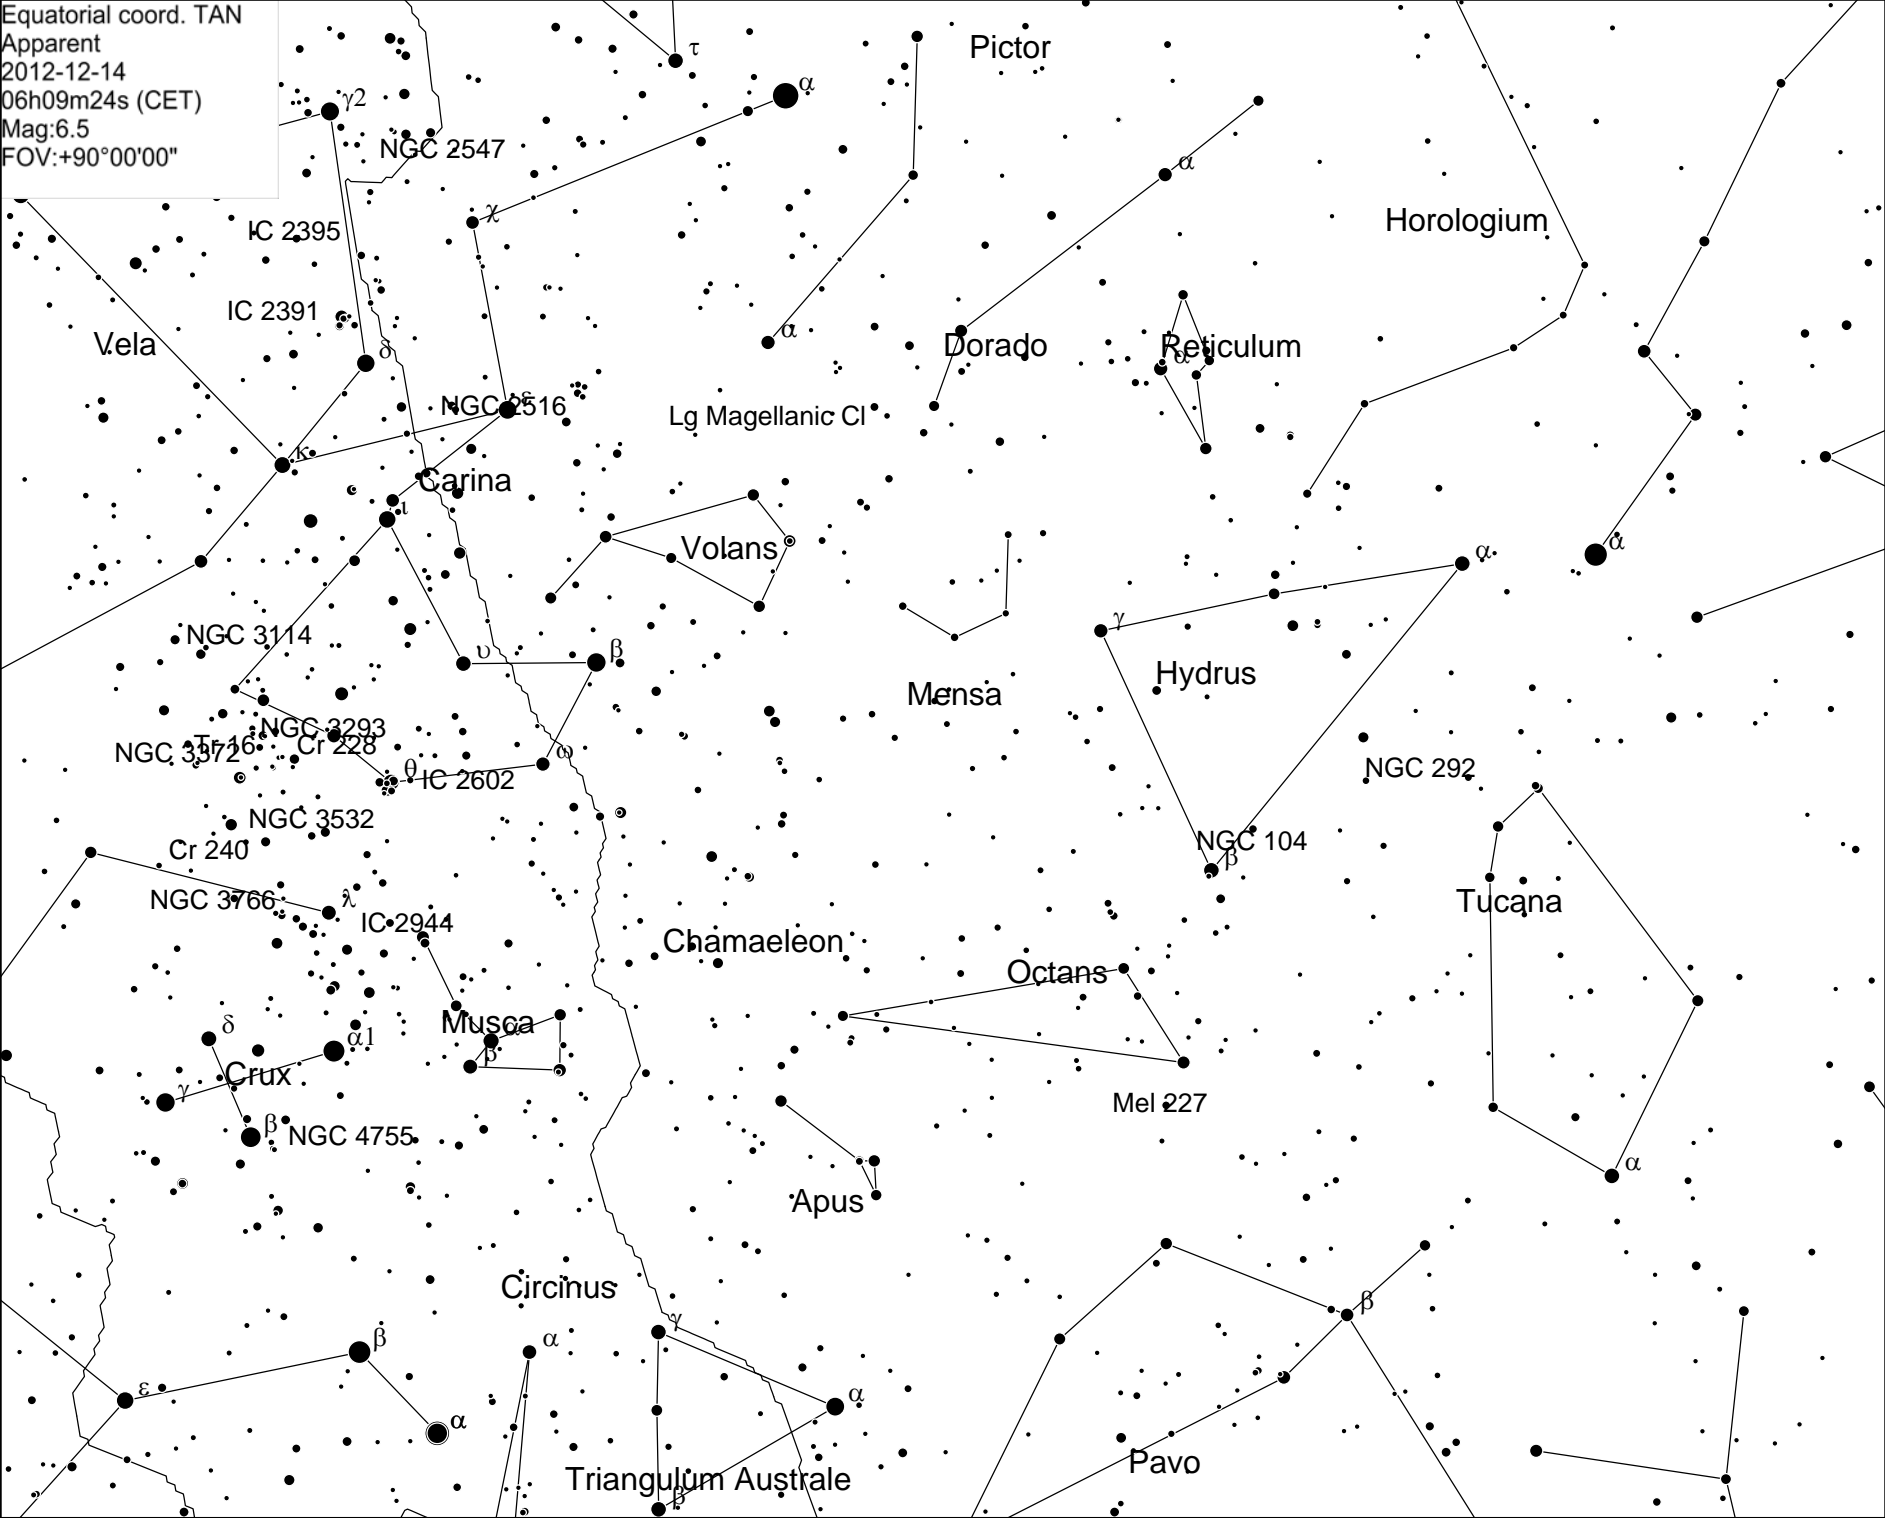 Equatorial coord. TAN
Apparent
2012-12-14
06h09m24s (CET)
Mag:6.5
FOV:+90°00'00"
τ
Pictor
α
γ2
NGC 2547
α
χ
Horologium
IC 2395
IC 2391
α
Vela
δ
Dorado
Reticulum
α
ε
NGC 2516
Lg Magellanic Cl
κ
Carina
ι
Volans
α
α
γ
NGC 3114
υ
β
Hydrus
Mensa
NGC 3293
Tr 16
Cr 228
NGC 3372
ω
θ
IC 2602
NGC 292
NGC 3532
NGC 104
Cr 240
β
NGC 3766
λ
Tucana
IC 2944
Chamaeleon
Octans
Musca
α
δ
α1
β
Crux
γ
Mel 227
β
NGC 4755
α
Apus
Circinus
β
γ
β
α
ε
α
α
Pavo
Triangulum Australe
β